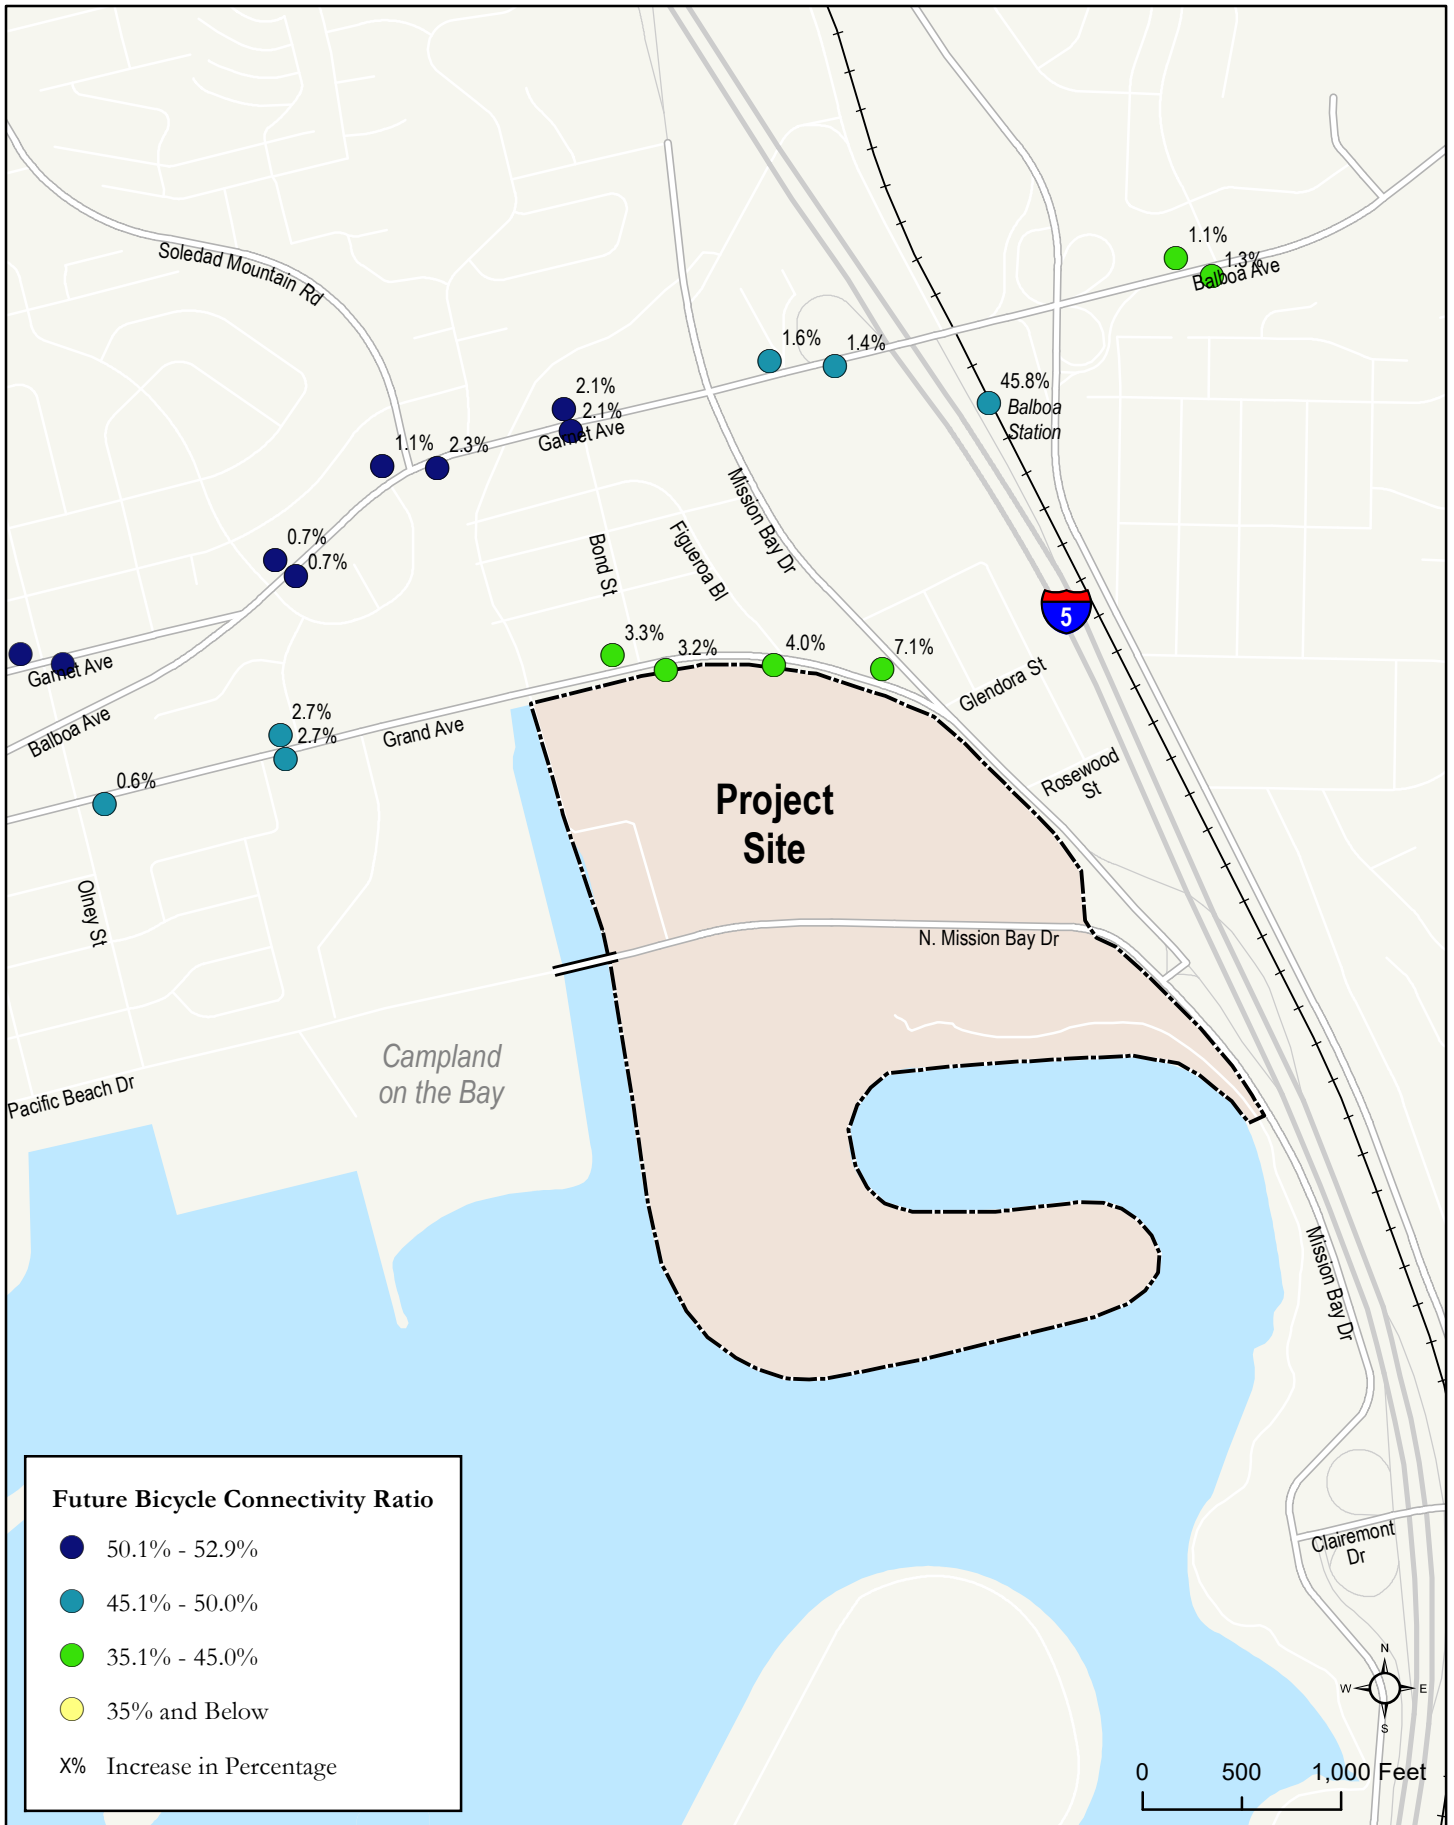 1.1%
1.3%
Balboa Ave
Soledad Mountain Rd
1.6%
1.4%
45.8%
Balboa
Station
2.1%
2.1%
Garnet Ave
1.1%
2.3%
Mission Bay Dr
Figueroa Bl
Bond St
0.7%
0.7%
5
3.3%
3.2%
4.0%
7.1%
Garnet Ave
Glendora St
Balboa Ave
2.7%
2.7%
Grand Ave
0.6%
Rosewood
St
Project
Site
Olney St
N. Mission Bay Dr
Campland
on the Bay
Pacific Beach Dr
Mission Bay Dr
Clairemont
Dr
Future Bicycle Connectivity Ratio
50.1% - 52.9%
45.1% - 50.0%
35.1% - 45.0%
35% and Below
X% Increase in Percentage
N
W E
S
0 500 1,000 Feet